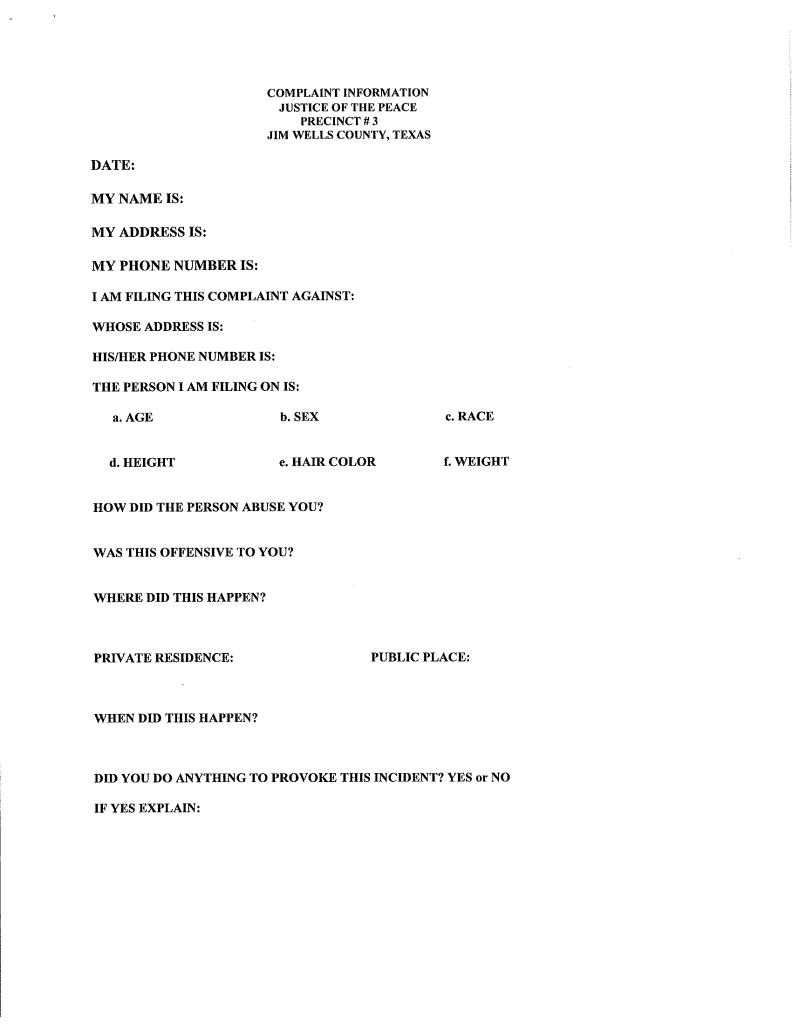 COMPLAINT INFORMATION
JUSTICE OF THE PEACE
PRECINCT # 3
JIM WELLS COUNTY, TEXAS
DATE:
MY NAME IS:
MY ADDRESS IS:
MY PHONE NUMBER IS:
I AM FILING THIS COMPLAINT AGAINST:
WHOSE ADDRESS IS:
HIS/HER PHONE NUMBER IS:
THE PERSON I AM FILING ON IS:
a. AGE b. SEX c. RACE
d. HEIGHT e. HAIR COLOR f. WEIGHT
HOW DID THE PERSON ABUSE YOU?
WAS THIS OFFENSIVE TO YOU?
WHERE DID THIS HAPPEN?
PRIVATE RESIDENCE: PUBLIC PLACE:
WHEN DID THIS HAPPEN?
DID YOU DO ANYTHING TO PROVOKE THIS INCIDENT? YES or NO
IF YES EXPLAIN: